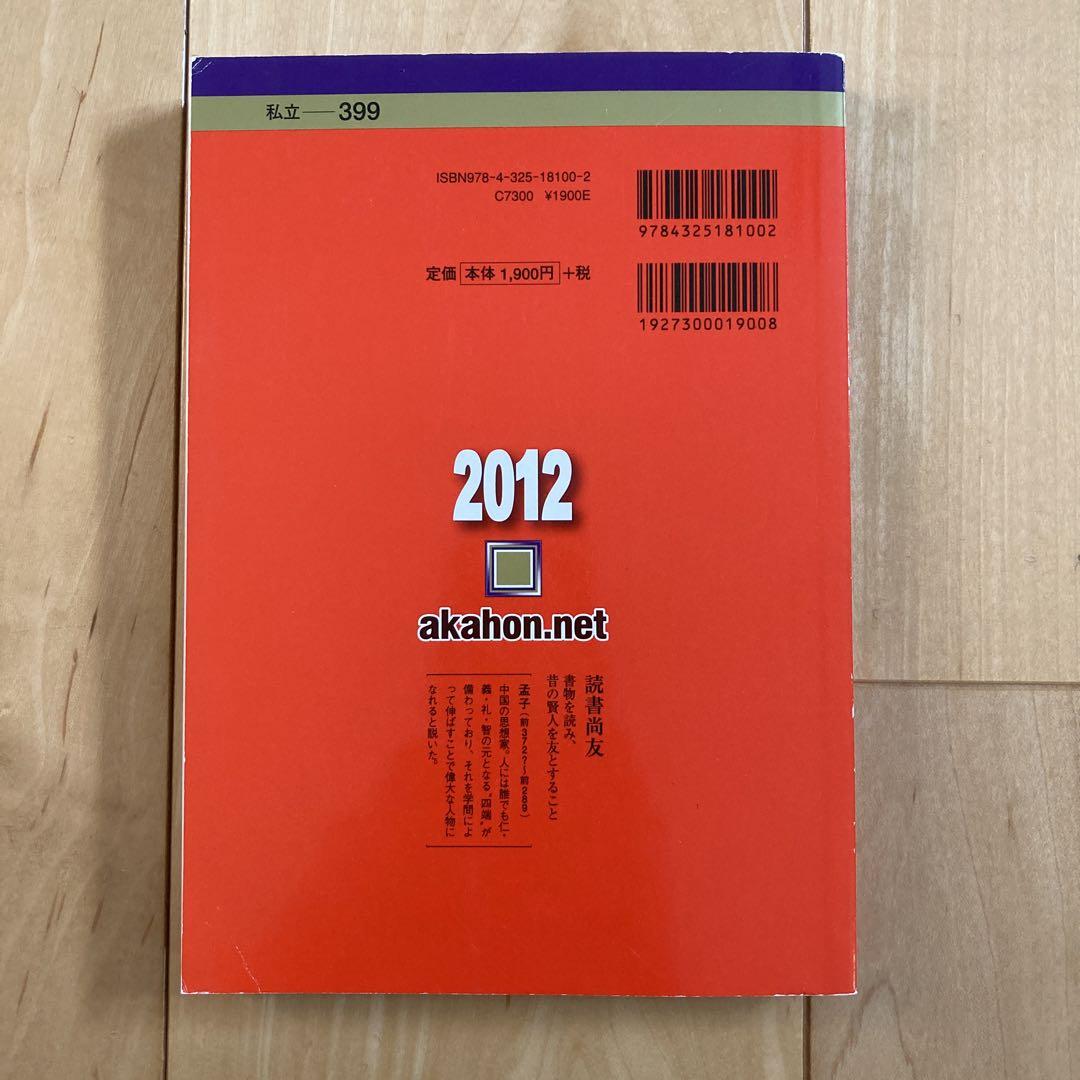 私立――399
ISBN978-4-325-18100-2
C7300 ¥1900E
9784325181002
定価 本体 1,900円 +税
1927300019008
2012
akahon.net
読書尚友
書物を読み、
昔の賢人を友とすること
孟子(前372?〜前289)
中国の思想家。人には誰でも仁・
義・礼・智の元となる“四端”が
備わっており、それを学問によ
って伸ばすことで偉大な人物に
なれると説いた。